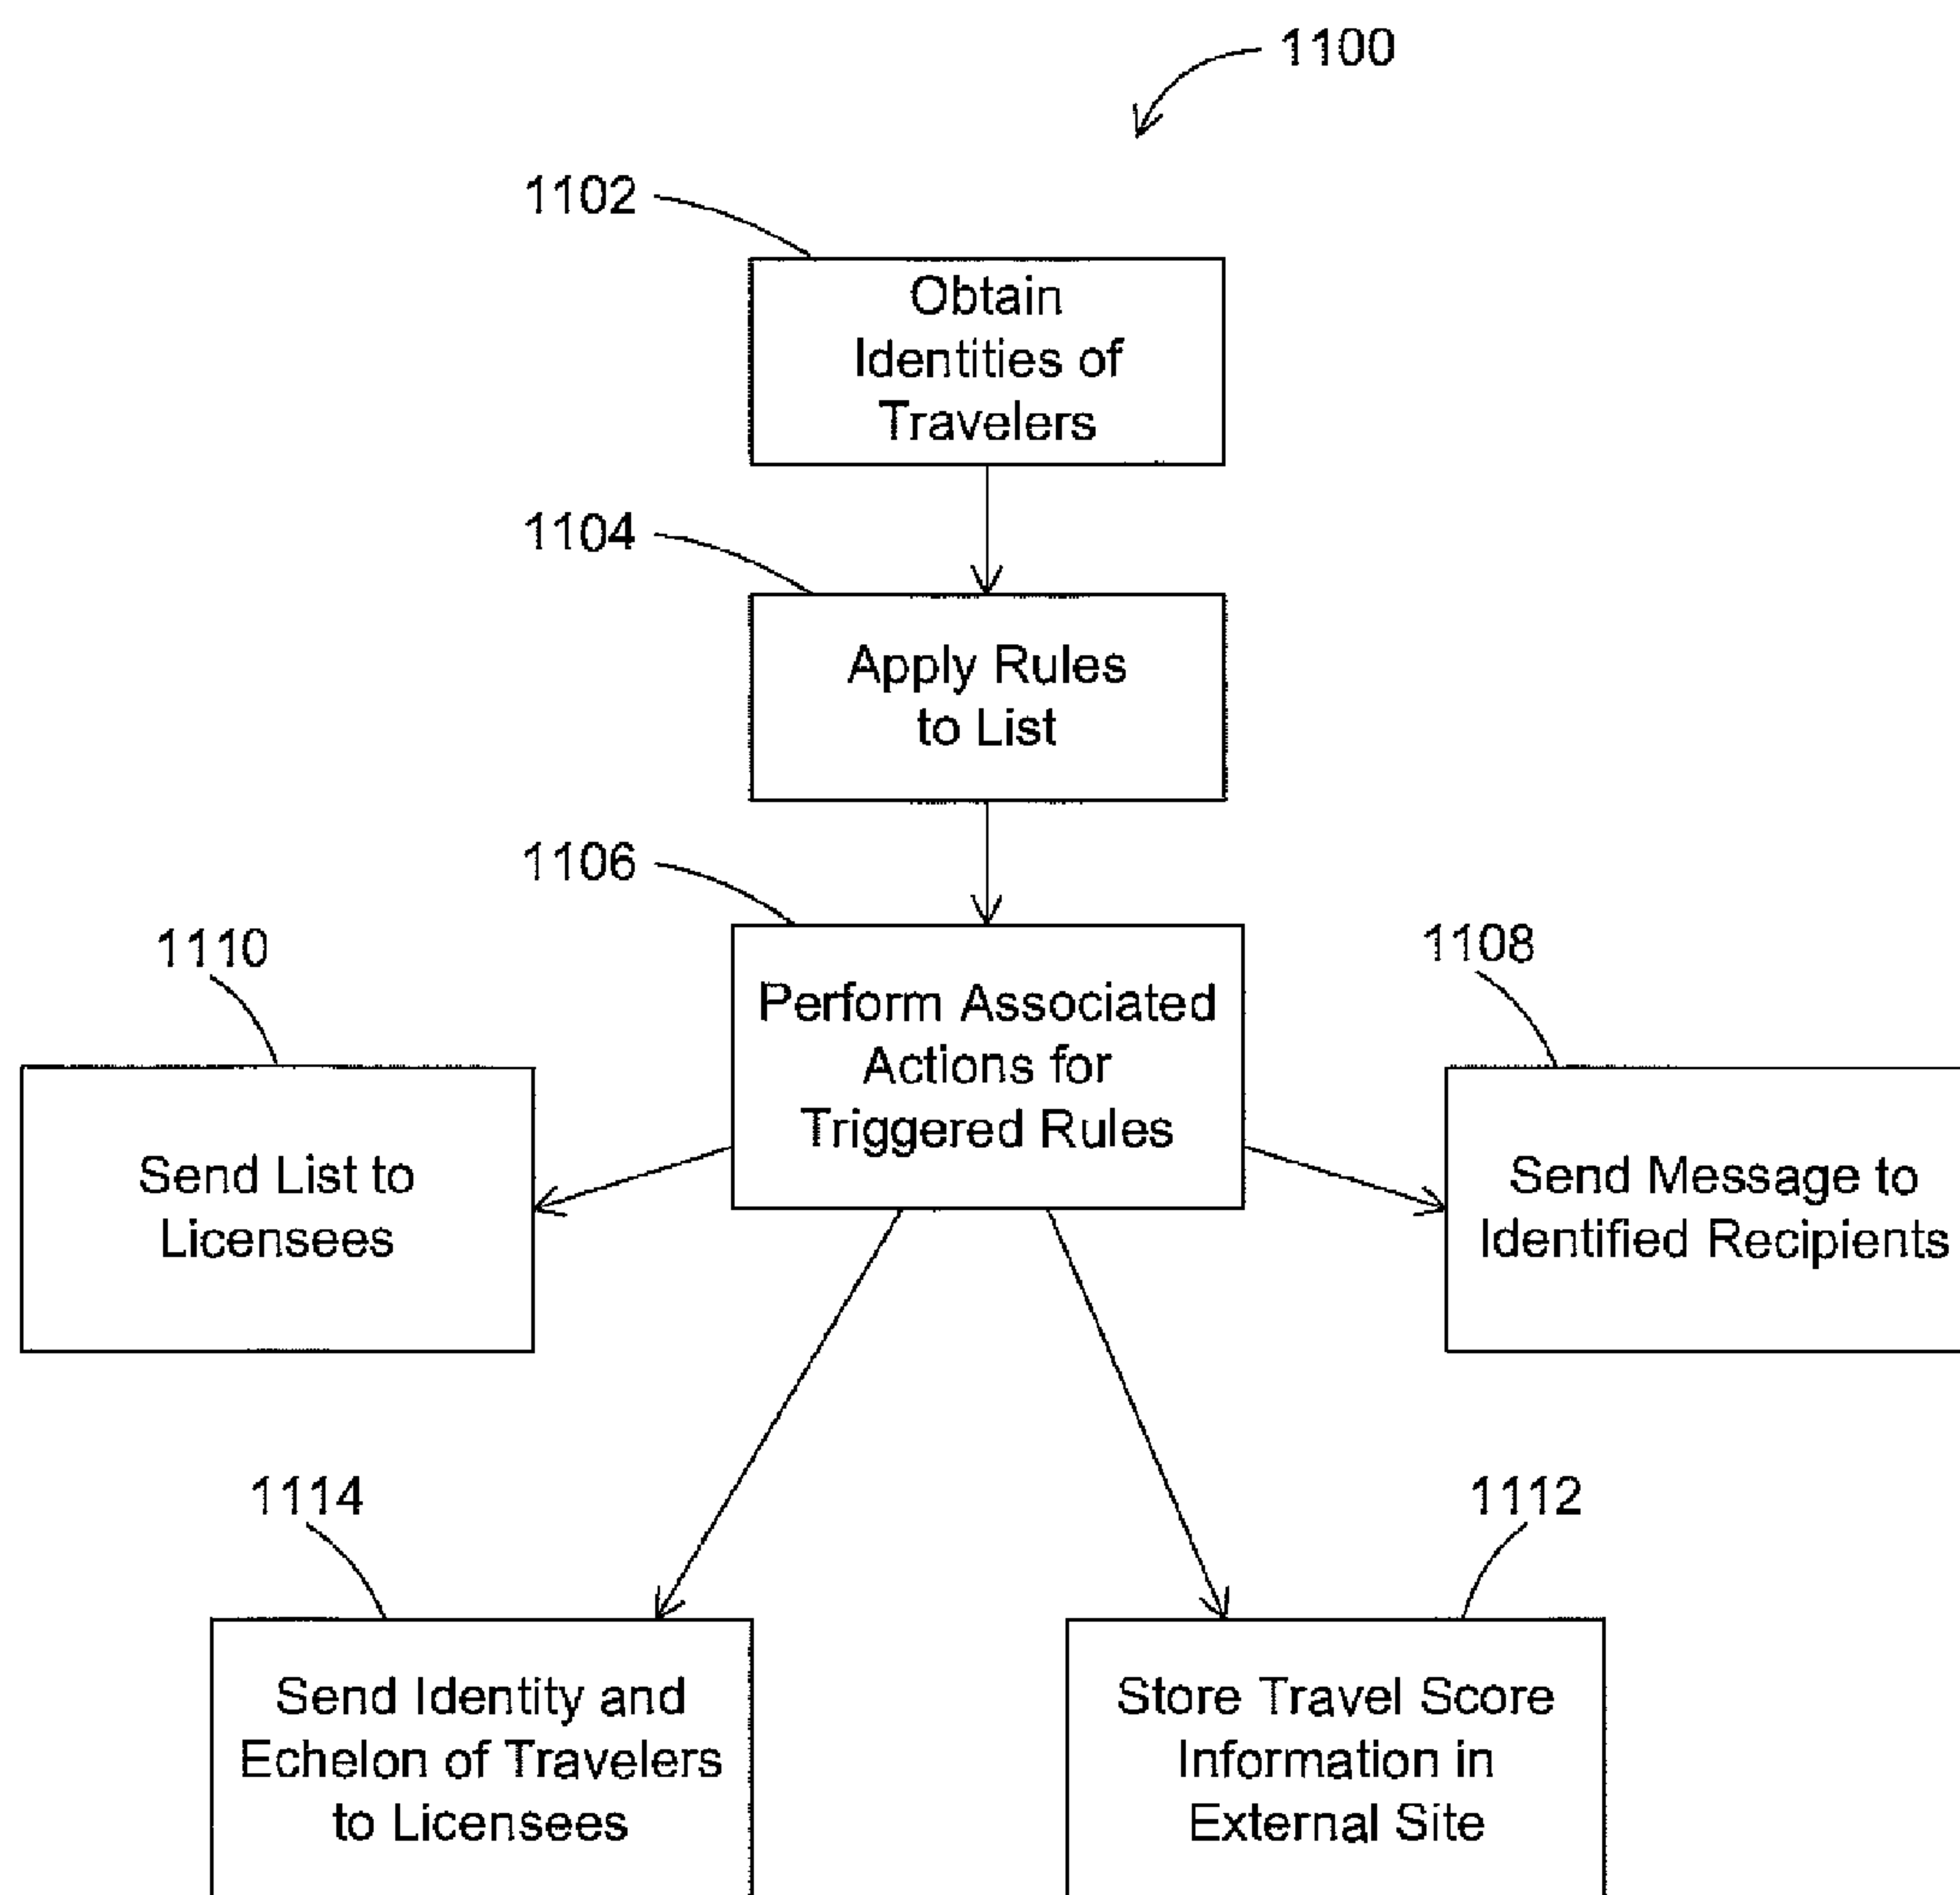 1100
1102
Obtain
Identities of
Travelers
1104
Apply Rules
to List
1106
Perform Associated
Actions for
Triggered Rules
1110
Send List to
Licensees
1108
Send Message to
Identified Recipients
1114
Send Identity and
Echelon of Travelers
to Licensees
1112
Store Travel Score
Information in
External Site